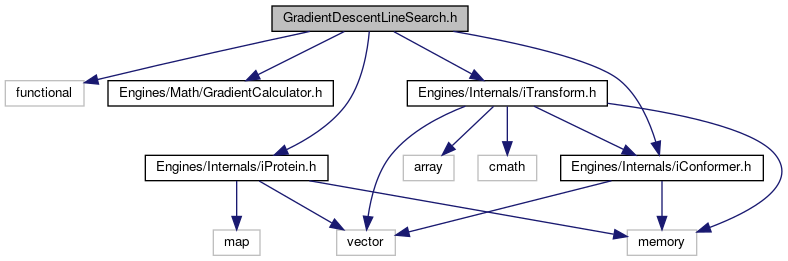 GradientDescentLineSearch.h
functional
Engines/Math/GradientCalculator.h
Engines/Internals/iTransform.h
Engines/Internals/iProtein.h
array
cmath
Engines/Internals/iConformer.h
map
vector
memory